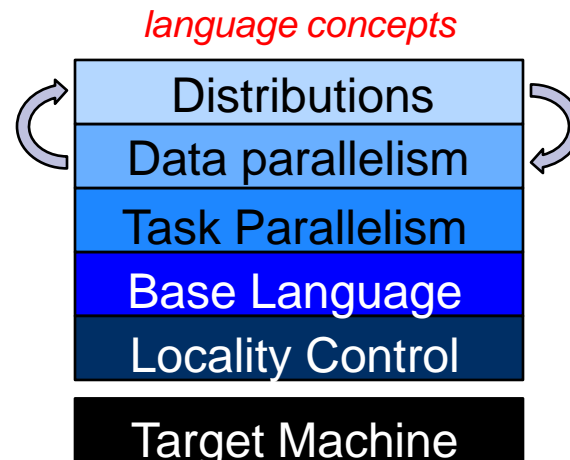 language concepts
Distributions
Data parallelism
Task Parallelism
Base Language
Locality Control
Target Machine